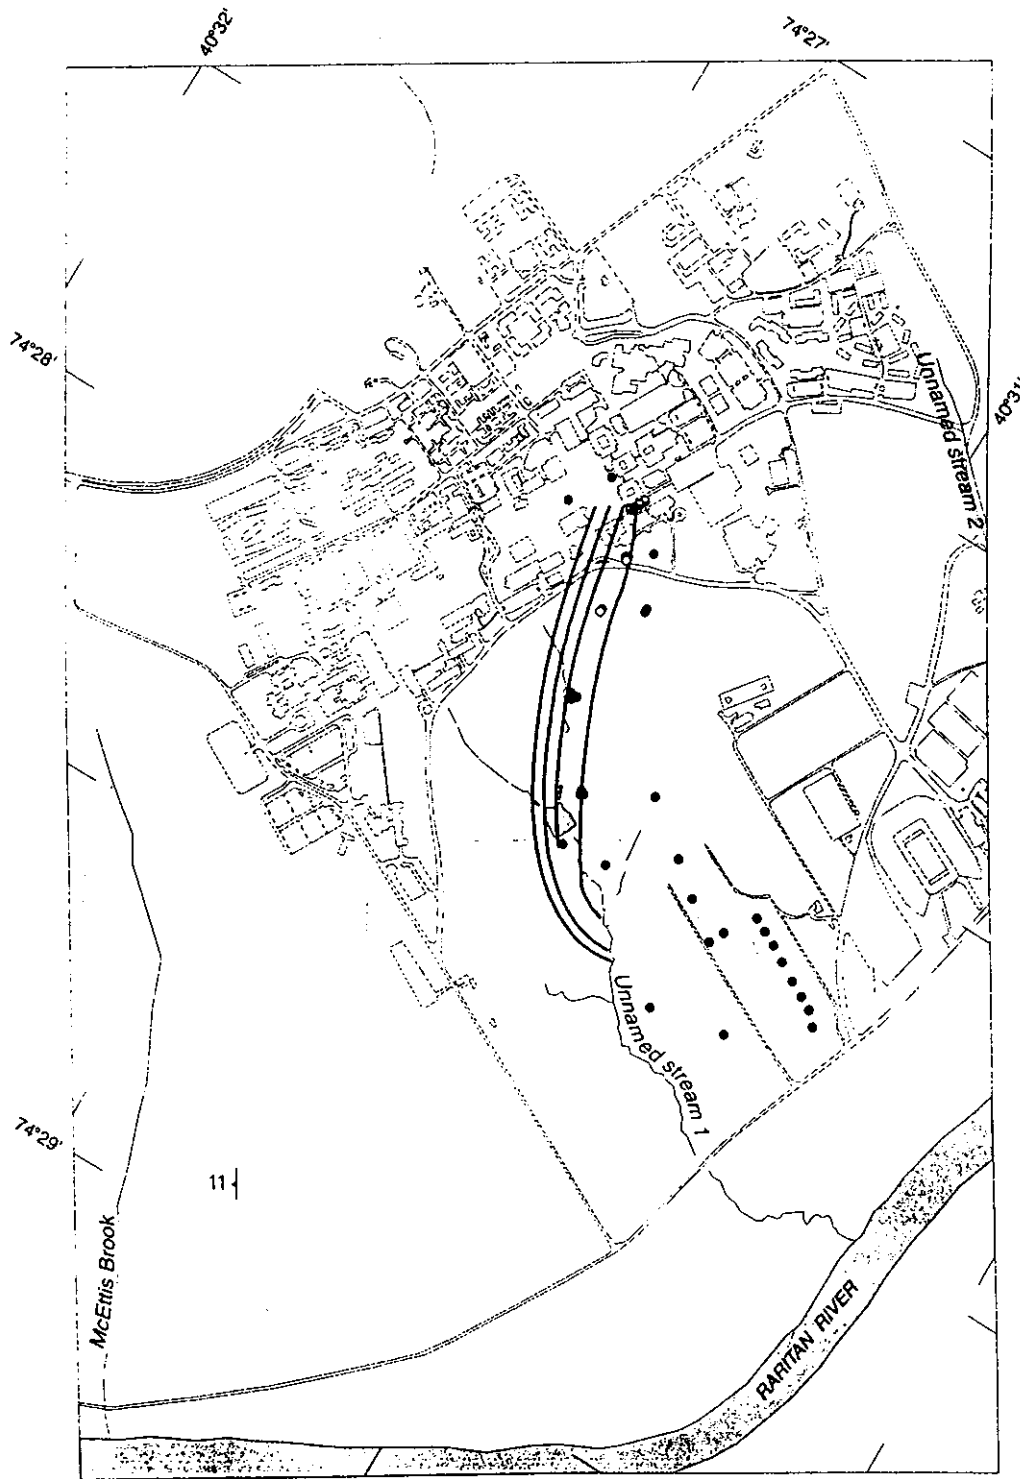 40°32'
74°27'
74°28'
40°31'
Unnamed stream 2
Unnamed stream 1
74°29'
11
McEttis Brook
RARITAN RIVER